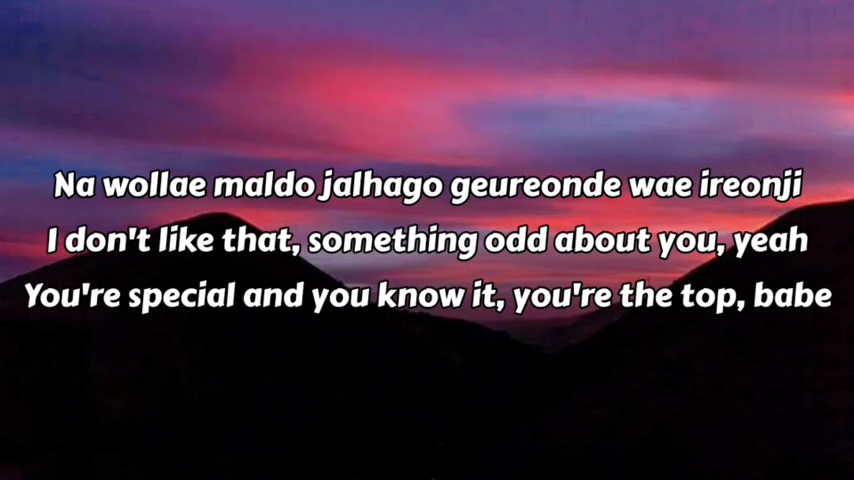 Na wollae maldo jalhago geureonde wae ireonji
I don't like that, something odd about you, yeah
You're special and you know it, you're the top, babe